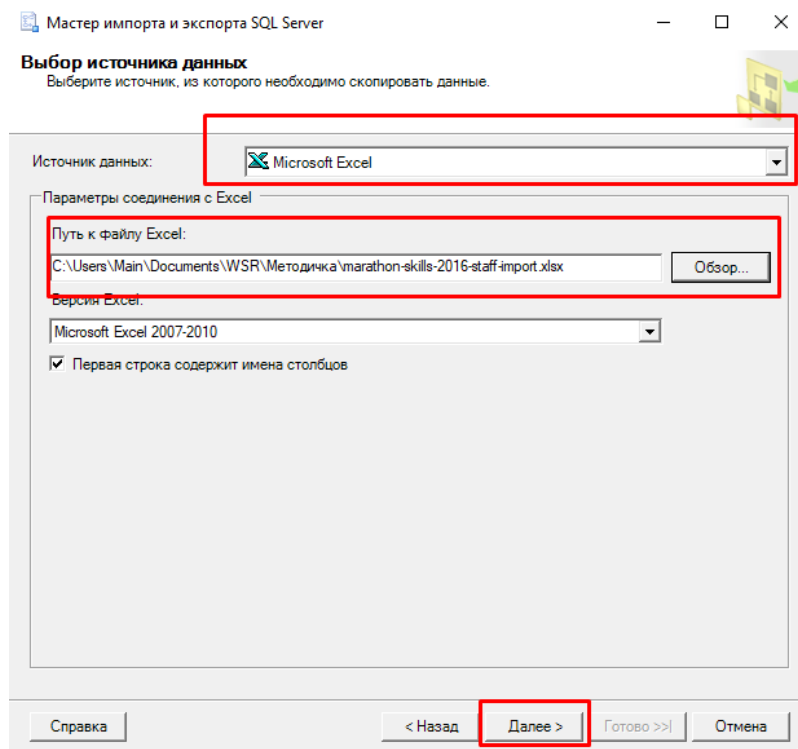 Мастер импорта и экспорта SQL Server
Выбор источника данных
Выберите источник, из которого необходимо скопировать данные.
Источник данных: Microsoft Excel
Параметры соединения с Excel
Путь к файлу Excel:
C:\Users\Main\Documents\WSR\Методичка\marathon-skills-2016-staff-import.xlsx Обзор...
Версия Excel:
Microsoft Excel 2007-2010
Первая строка содержит имена столбцов
Справка < Назад Далее > Готово >>| Отмена